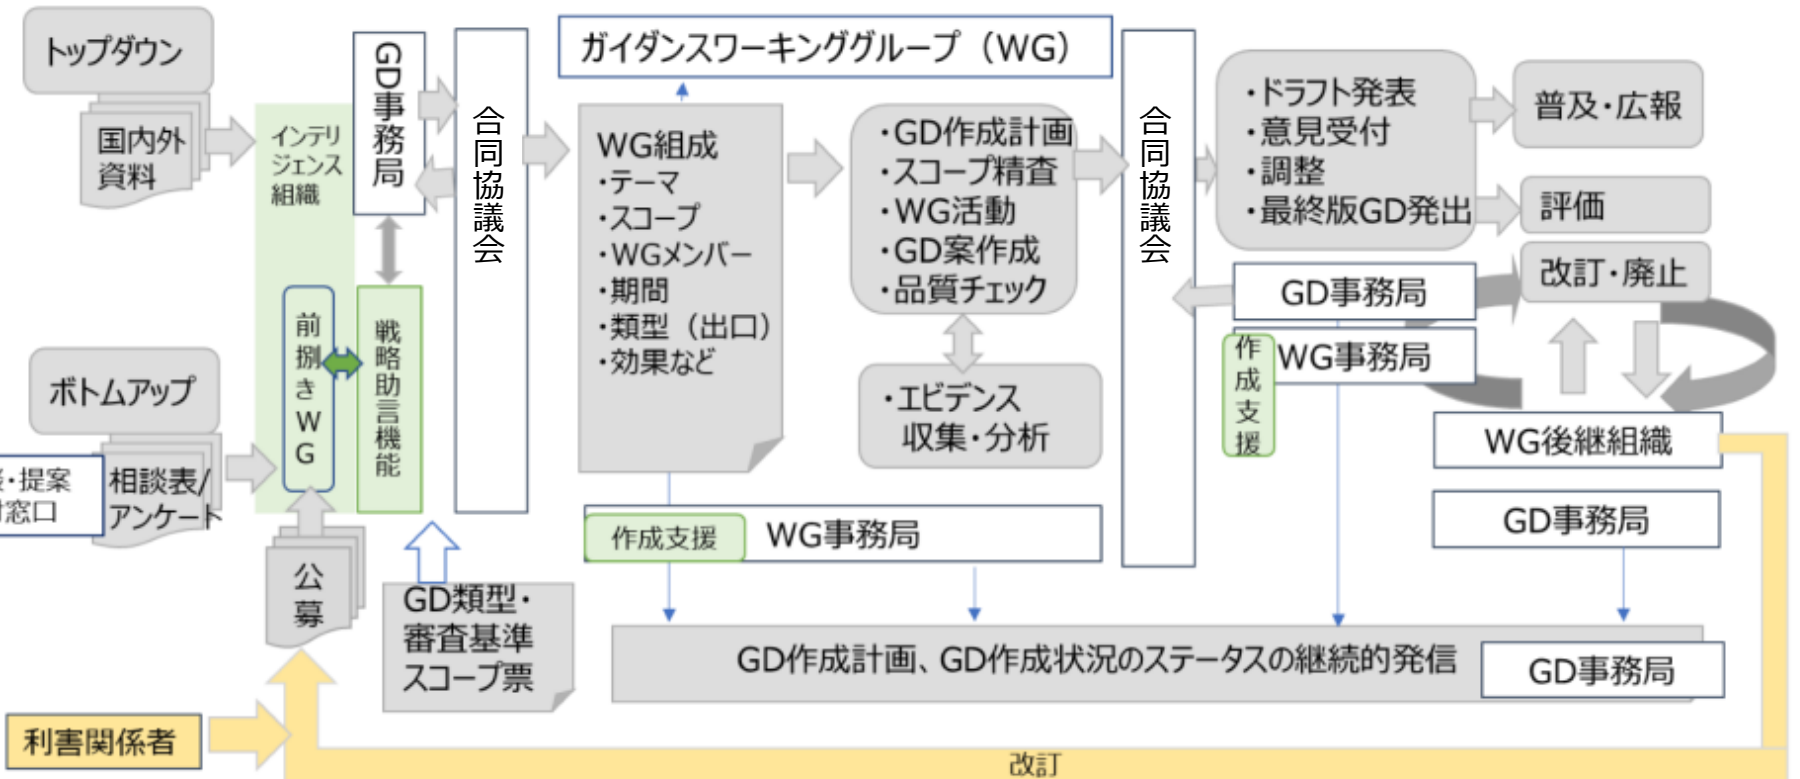 トップダウン
国内外
資料
インテリ
ジェンス
組織
GD事務局
合同協議会
ガイダンスワーキンググループ（WG）
WG組成
・テーマ
・スコープ
・WGメンバー
・期間
・類型（出口）
・効果など
・GD作成計画
・スコープ精査
・WG活動
・GD案作成
・品質チェック
・エビデンス
収集・分析
合同協議会
・ドラフト発表
・意見受付
・調整
・最終版GD発出
普及・広報
評価
改訂・廃止
GD事務局
WG事務局
作成支援
WG後継組織
GD事務局
ボトムアップ
・提案
窓口
相談表/
アンケート
前捌きWG
戦略助言機能
公募
GD類型・
審査基準
スコープ票
作成支援
WG事務局
GD作成計画、GD作成状況のステータスの継続的発信
GD事務局
利害関係者
改訂